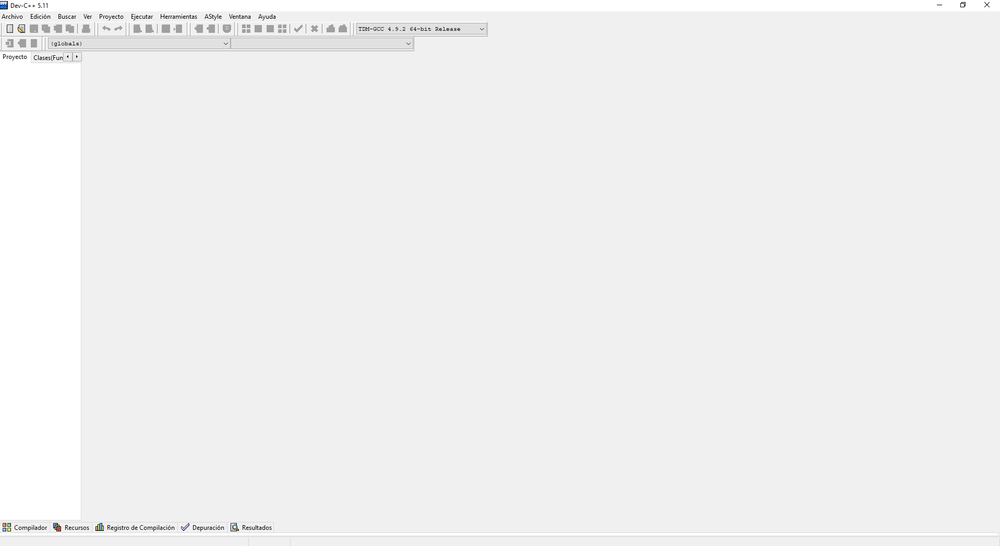 Dev-C++ 5.11
Archivo Edición Buscar Ver Proyecto Ejecutar Herramientas AStyle Ventana Ayuda
TDM-GCC 4.9.2 64-bit Release
(globals)
Proyecto Clases(Fun
Compilador Recursos Registro de Compilación Depuración Resultados